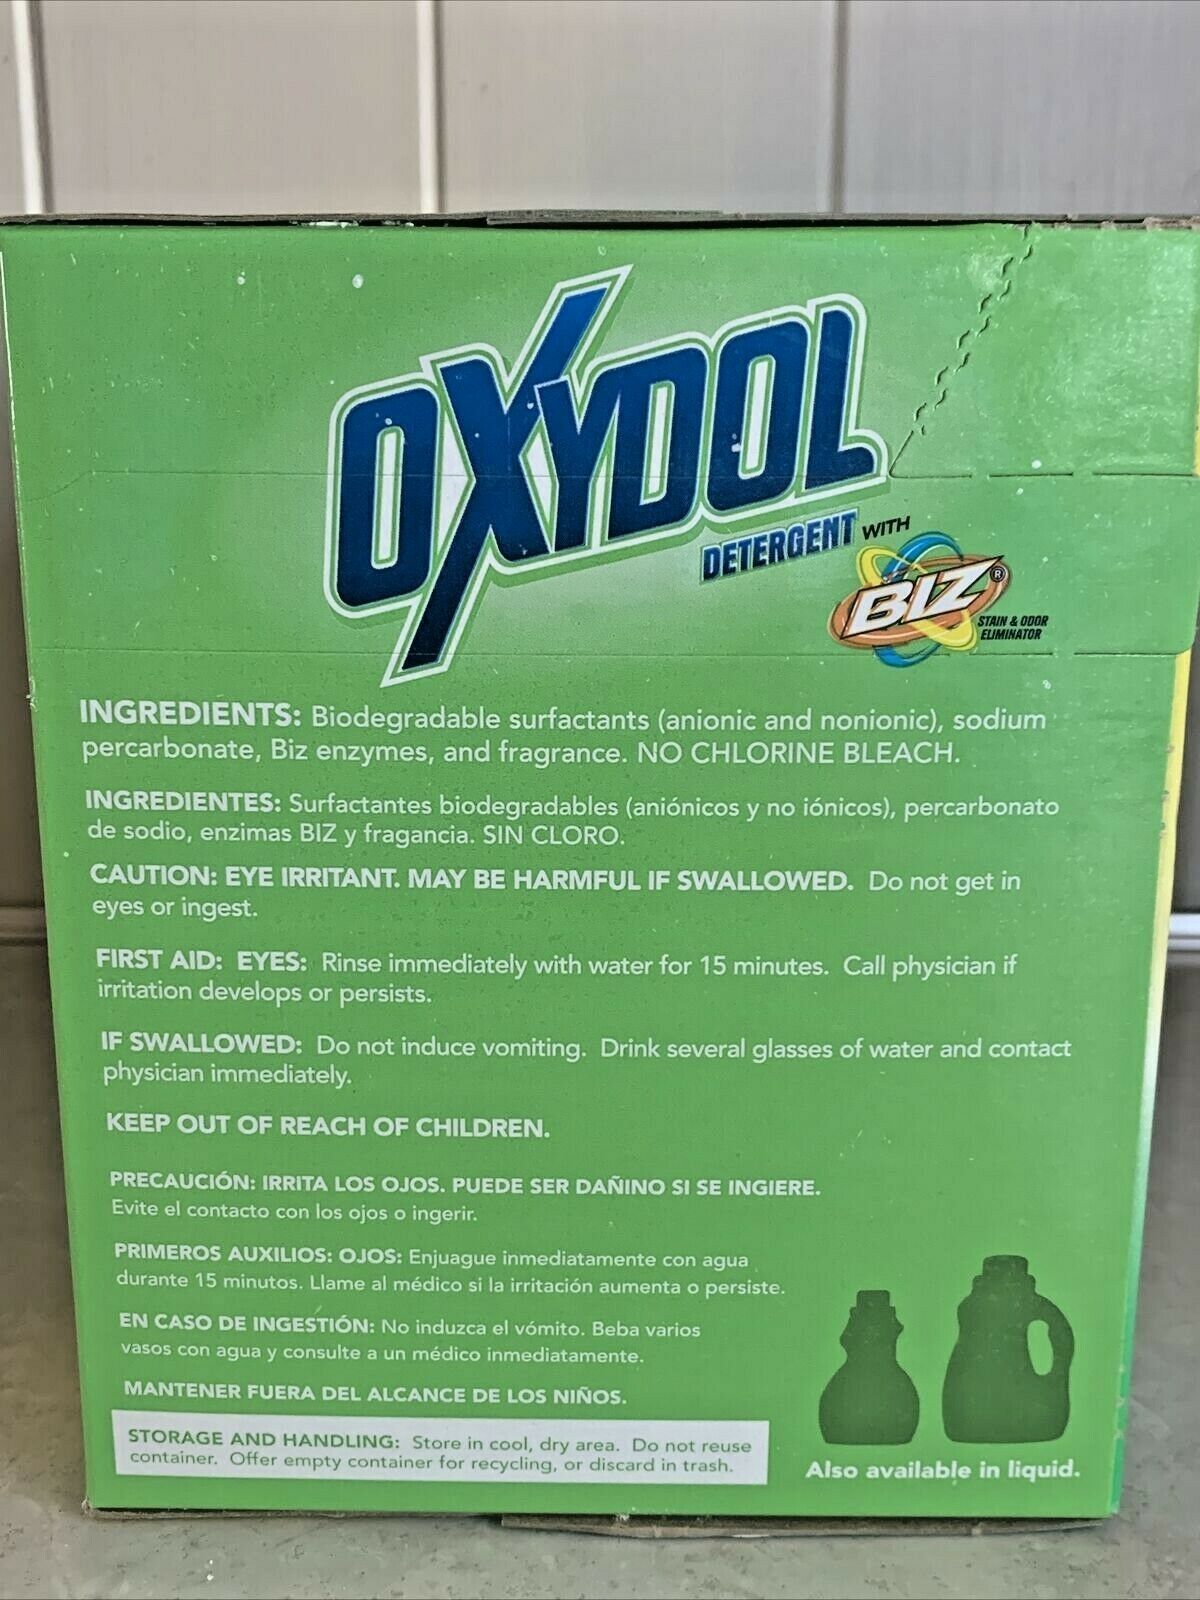 OXYDOL
DETERGENT WITH
BIZ®
STAIN & ODOR
ELIMINATOR
INGREDIENTS: Biodegradable surfactants (anionic and nonionic), sodium
percarbonate, Biz enzymes, and fragrance. NO CHLORINE BLEACH.
INGREDIENTES: Surfactantes biodegradables (aniónicos y no iónicos), percarbonato
de sodio, enzimas BIZ y fragancia. SIN CLORO.
CAUTION: EYE IRRITANT. MAY BE HARMFUL IF SWALLOWED. Do not get in
eyes or ingest.
FIRST AID: EYES: Rinse immediately with water for 15 minutes. Call physician if
irritation develops or persists.
IF SWALLOWED: Do not induce vomiting. Drink several glasses of water and contact
physician immediately.
KEEP OUT OF REACH OF CHILDREN.
PRECAUCIÓN: IRRITA LOS OJOS. PUEDE SER DAÑINO SI SE INGIERE.
Evite el contacto con los ojos o ingerir.
PRIMEROS AUXILIOS: OJOS: Enjuague inmediatamente con agua
durante 15 minutos. Llame al médico si la irritación aumenta o persiste.
EN CASO DE INGESTIÓN: No induzca el vómito. Beba varios
vasos con agua y consulte a un médico inmediatamente.
MANTENER FUERA DEL ALCANCE DE LOS NIÑOS.
STORAGE AND HANDLING: Store in cool, dry area. Do not reuse
container. Offer empty container for recycling, or discard in trash.
Also available in liquid.